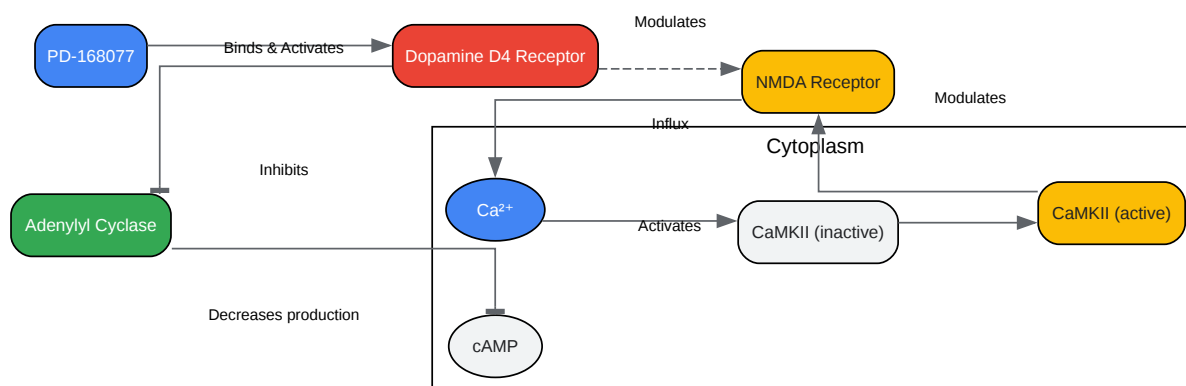 Modulates
PD-168077
Binds & Activates
Dopamine D4 Receptor
NMDA Receptor
Modulates
Influx
Cytoplasm
Inhibits
Ca²⁺
CaMKII (active)
Adenylyl Cyclase
Activates
CaMKII (inactive)
Decreases production
cAMP